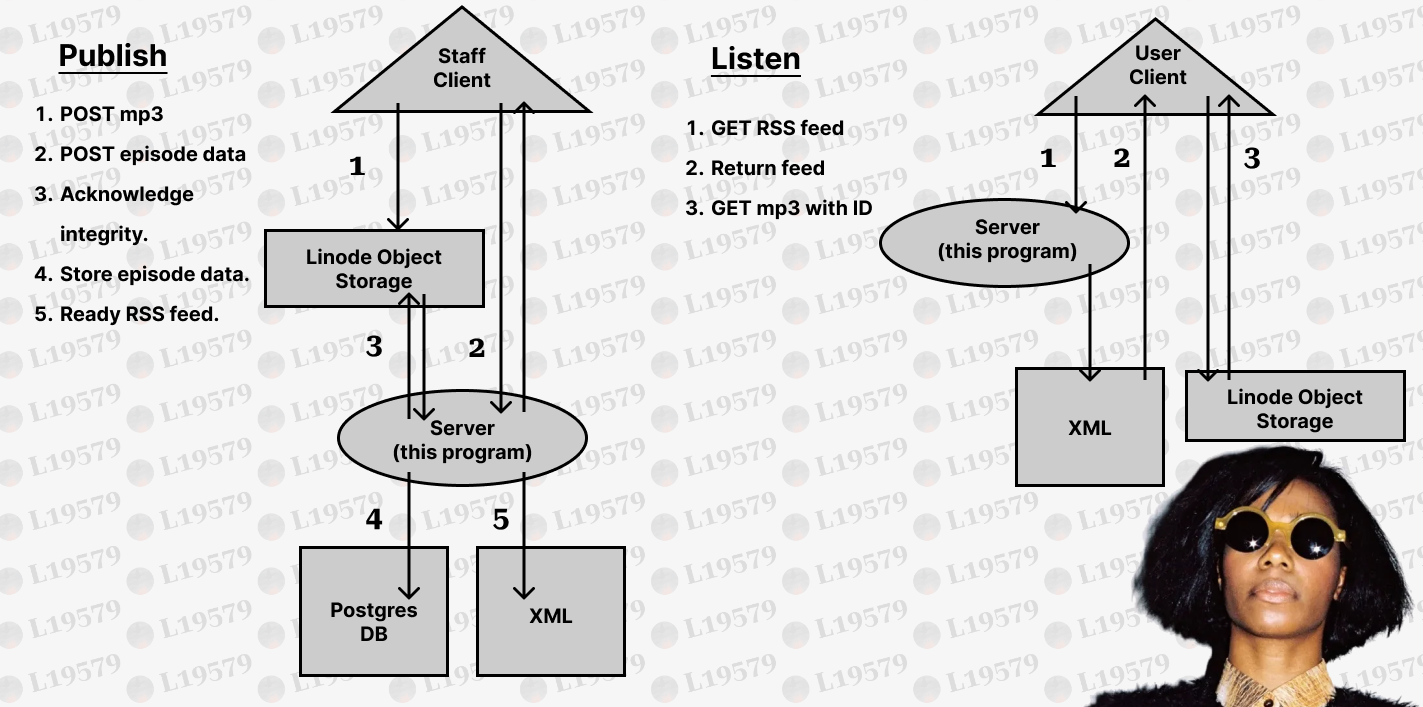 Publish
1. POST mp3
2. POST episode data
3. Acknowledge
integrity.
4. Store episode data.
5. Ready RSS feed.
Staff
Client
1
Linode Object
Storage
3
2
Server
(this program)
4
5
Postgres
DB
XML
Listen
1. GET RSS feed
2. Return feed
3. GET mp3 with ID
User
Client
1
2
3
Server
(this program)
XML
Linode Object
Storage
L19579